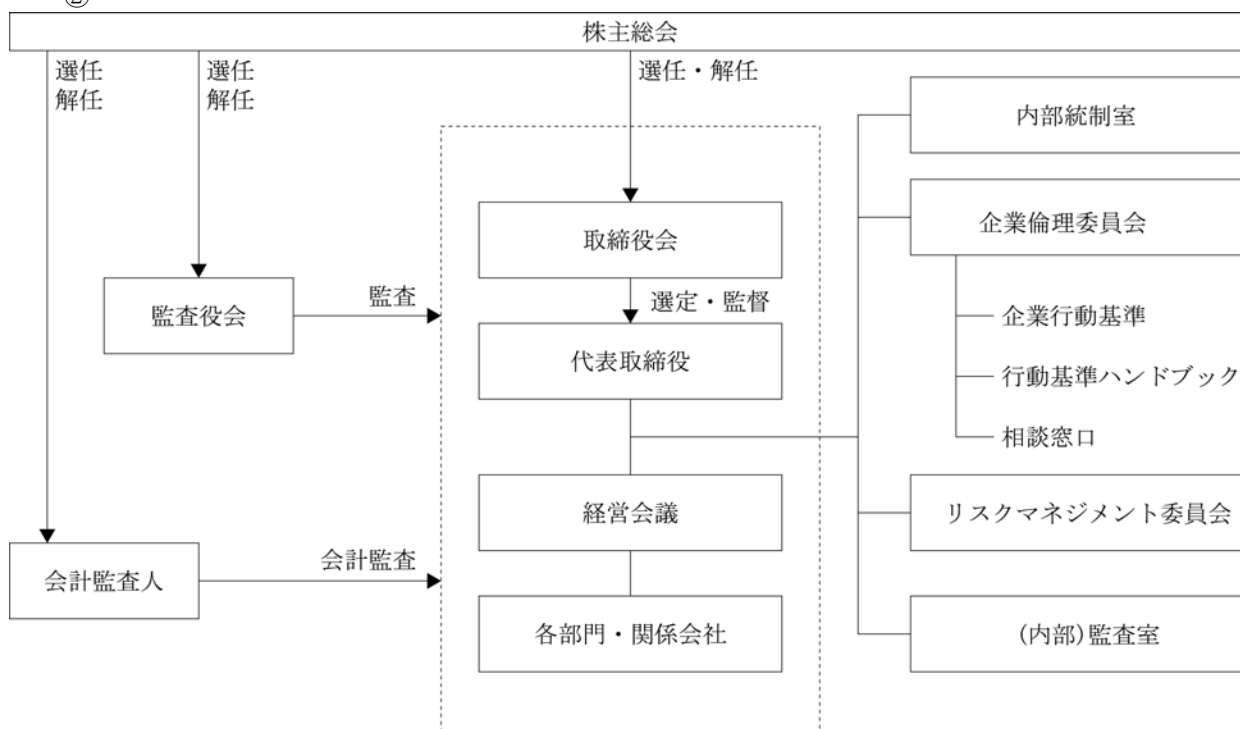 ②
株主総会
選任
解任
選任
解任
選任・解任
内部統制室
取締役会
企業倫理委員会
選定・監督
監査役会
監査
企業行動基準
代表取締役
行動基準ハンドブック
相談窓口
経営会議
リスクマネジメント委員会
会計監査人
会計監査
各部門・関係会社
(内部)監査室